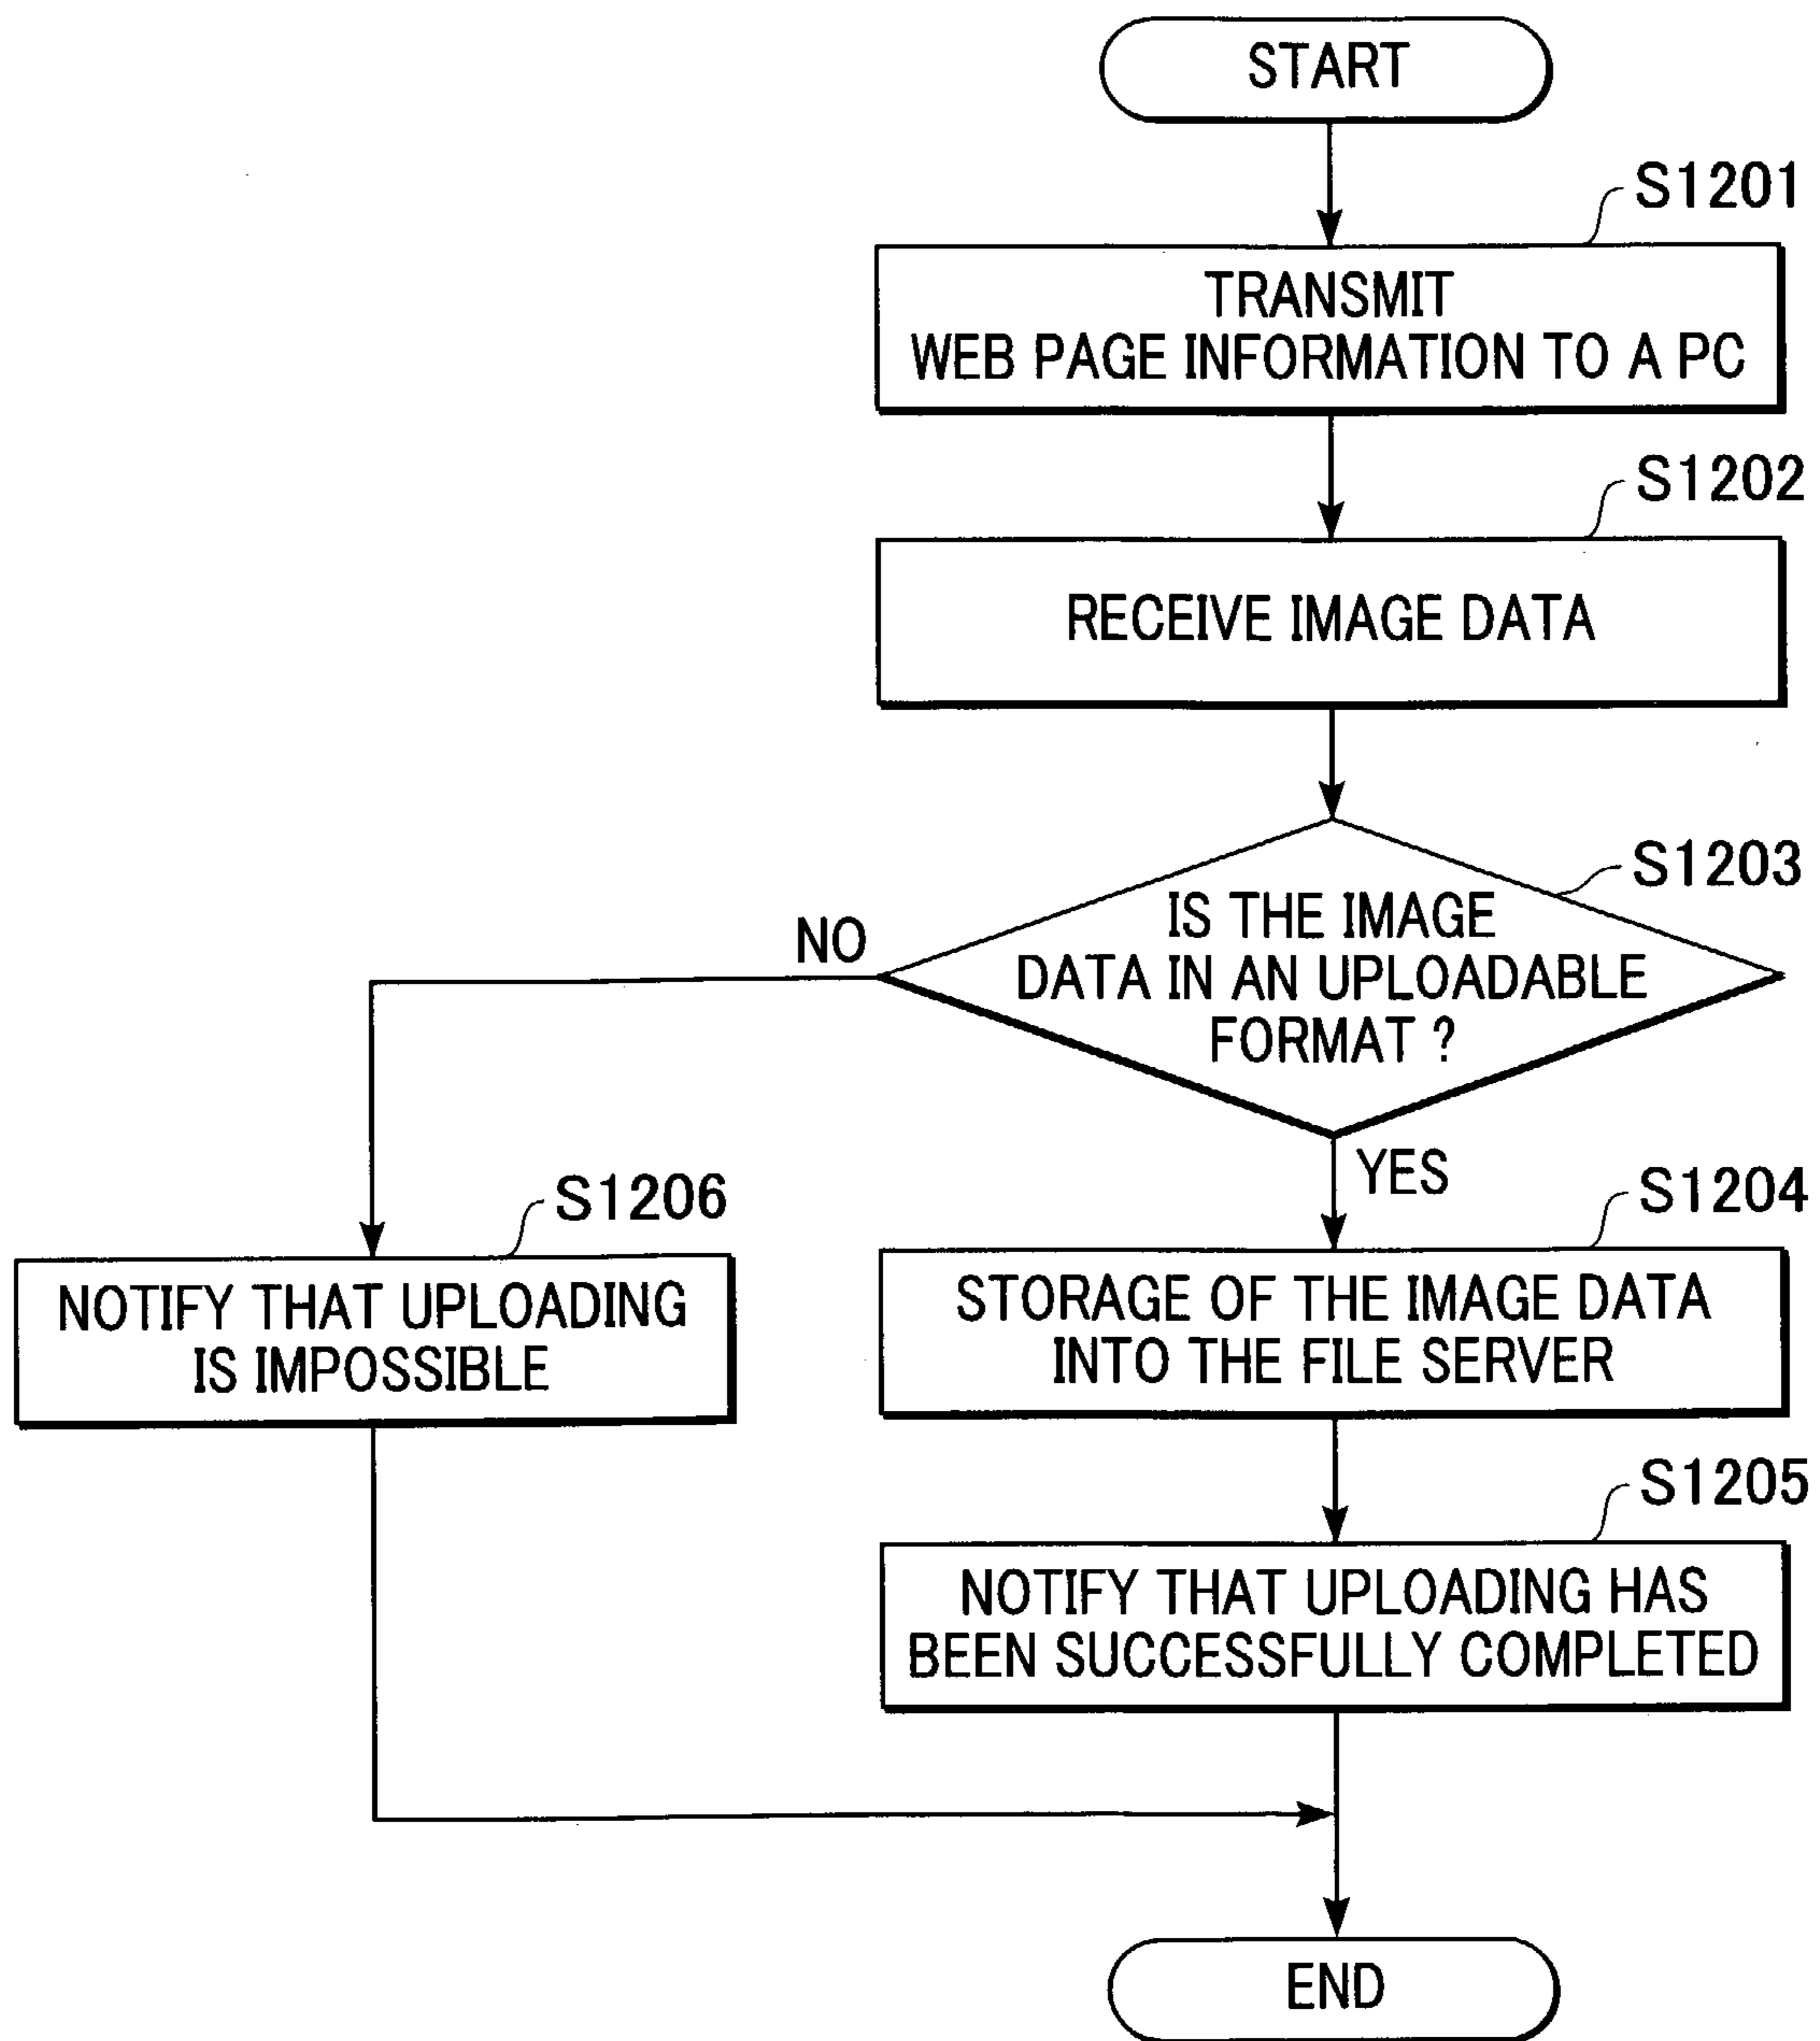 START
S1201
TRANSMIT
WEB PAGE INFORMATION TO A PC
S1202
RECEIVE IMAGE DATA
S1203
IS THE IMAGE
DATA IN AN UPLOADABLE
FORMAT ?
NO
YES
S1206
NOTIFY THAT UPLOADING
IS IMPOSSIBLE
S1204
STORAGE OF THE IMAGE DATA
INTO THE FILE SERVER
S1205
NOTIFY THAT UPLOADING HAS
BEEN SUCCESSFULLY COMPLETED
END